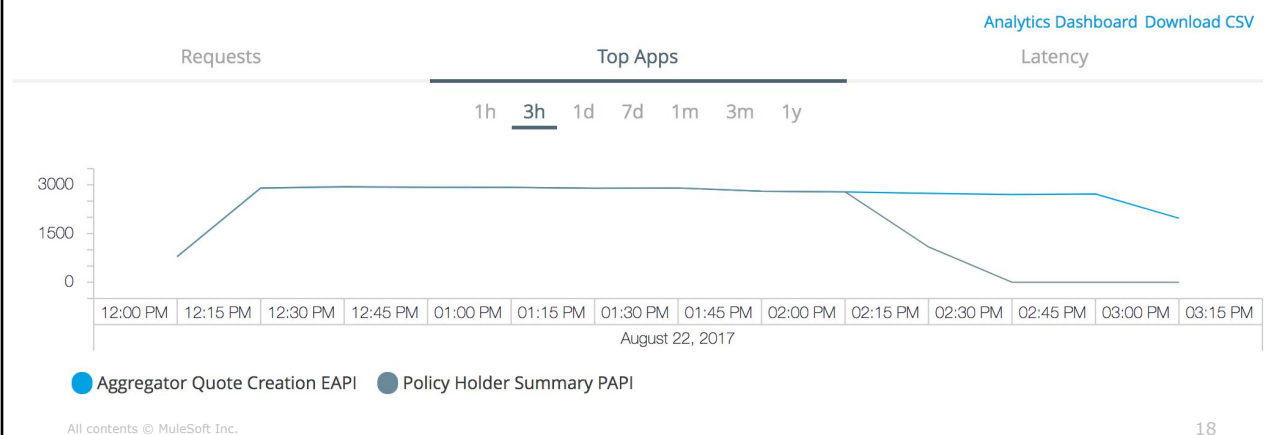 Analytics Dashboard Download CSV
Requests Top Apps Latency
1h 3h 1d 7d 1m 3m 1y
3000
1500
0
12:00 PM 12:15 PM 12:30 PM 12:45 PM 01:00 PM 01:15 PM 01:30 PM 01:45 PM 02:00 PM 02:15 PM 02:30 PM 02:45 PM 03:00 PM 03:15 PM
August 22, 2017
Aggregator Quote Creation EAPI Policy Holder Summary PAPI
All contents © MuleSoft Inc. 18